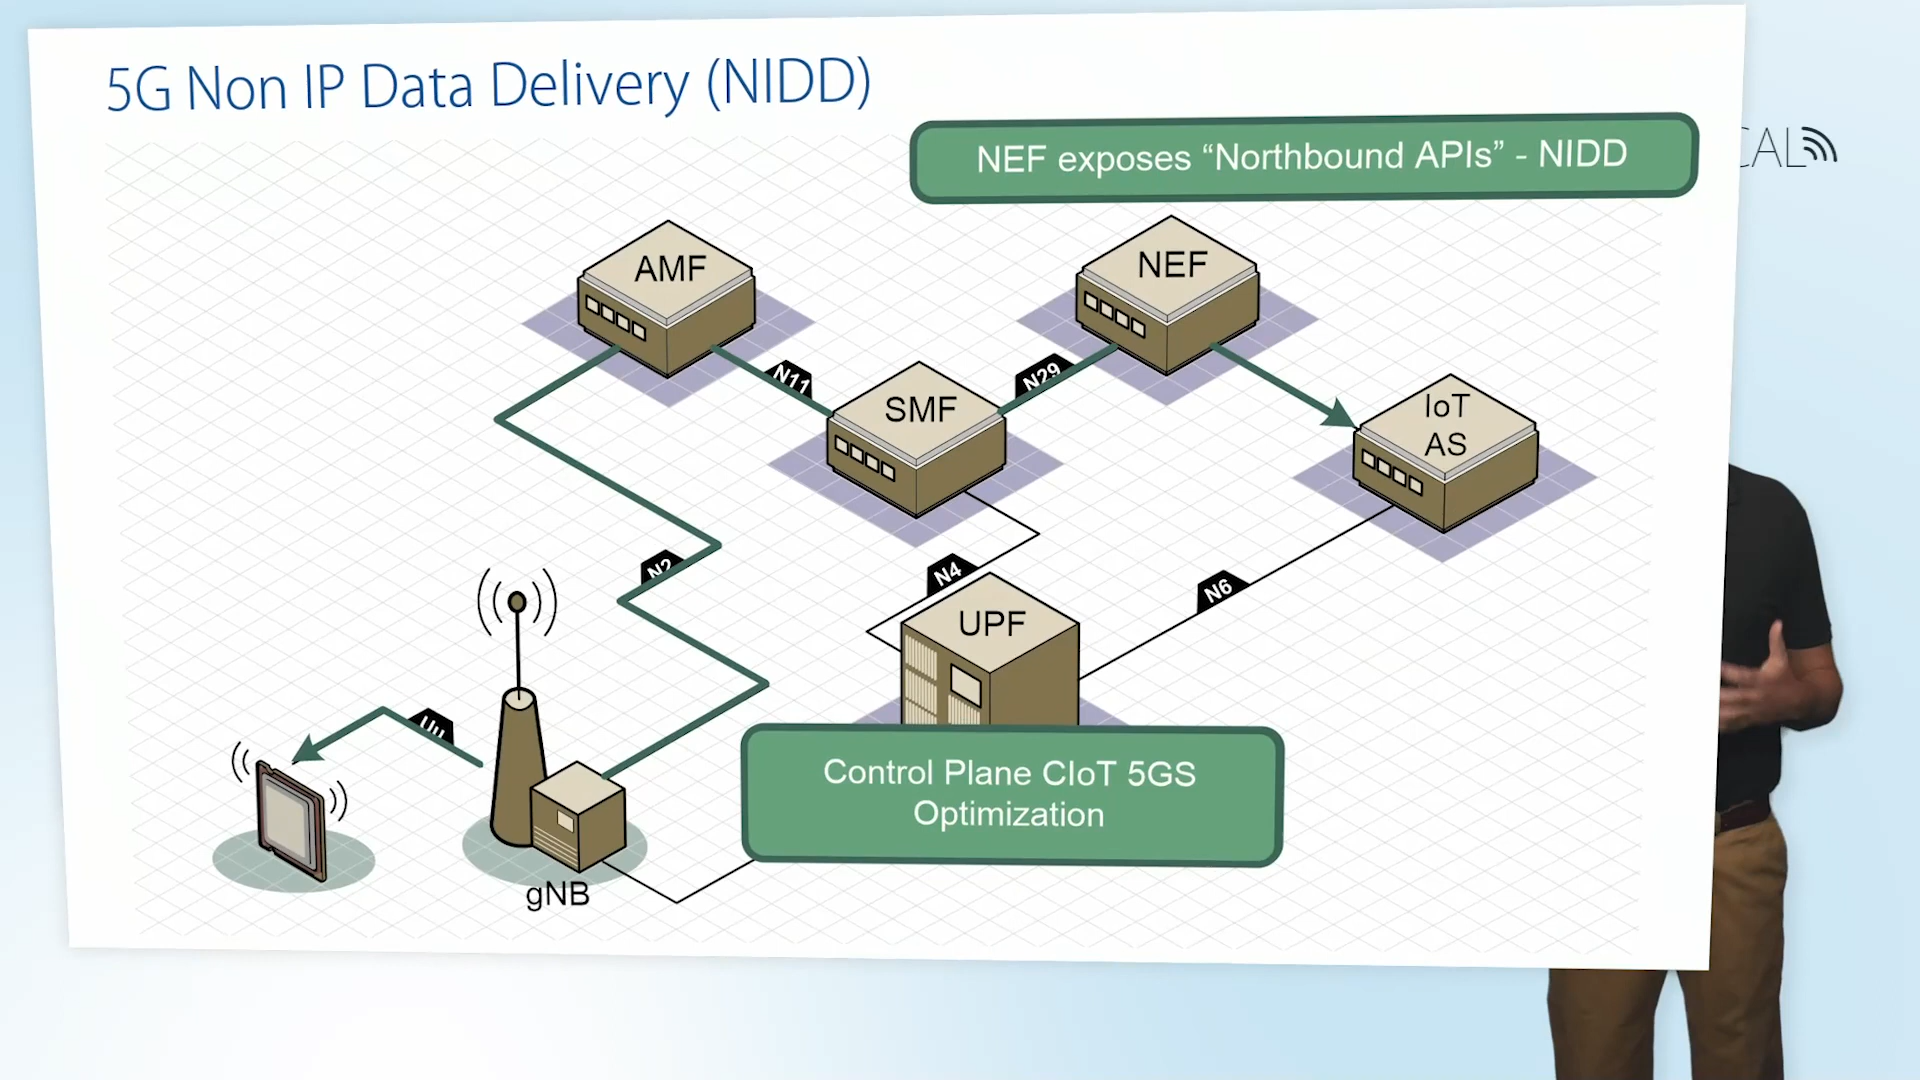 5G Non IP Data Delivery (NIDD)
NEF exposes “Northbound APIs” - NIDD
CAL
AMF
NEF
N11
N29
SMF
IoT
AS
N2
N4
N6
UPF
Uu
Control Plane CIoT 5GS
Optimization
gNB